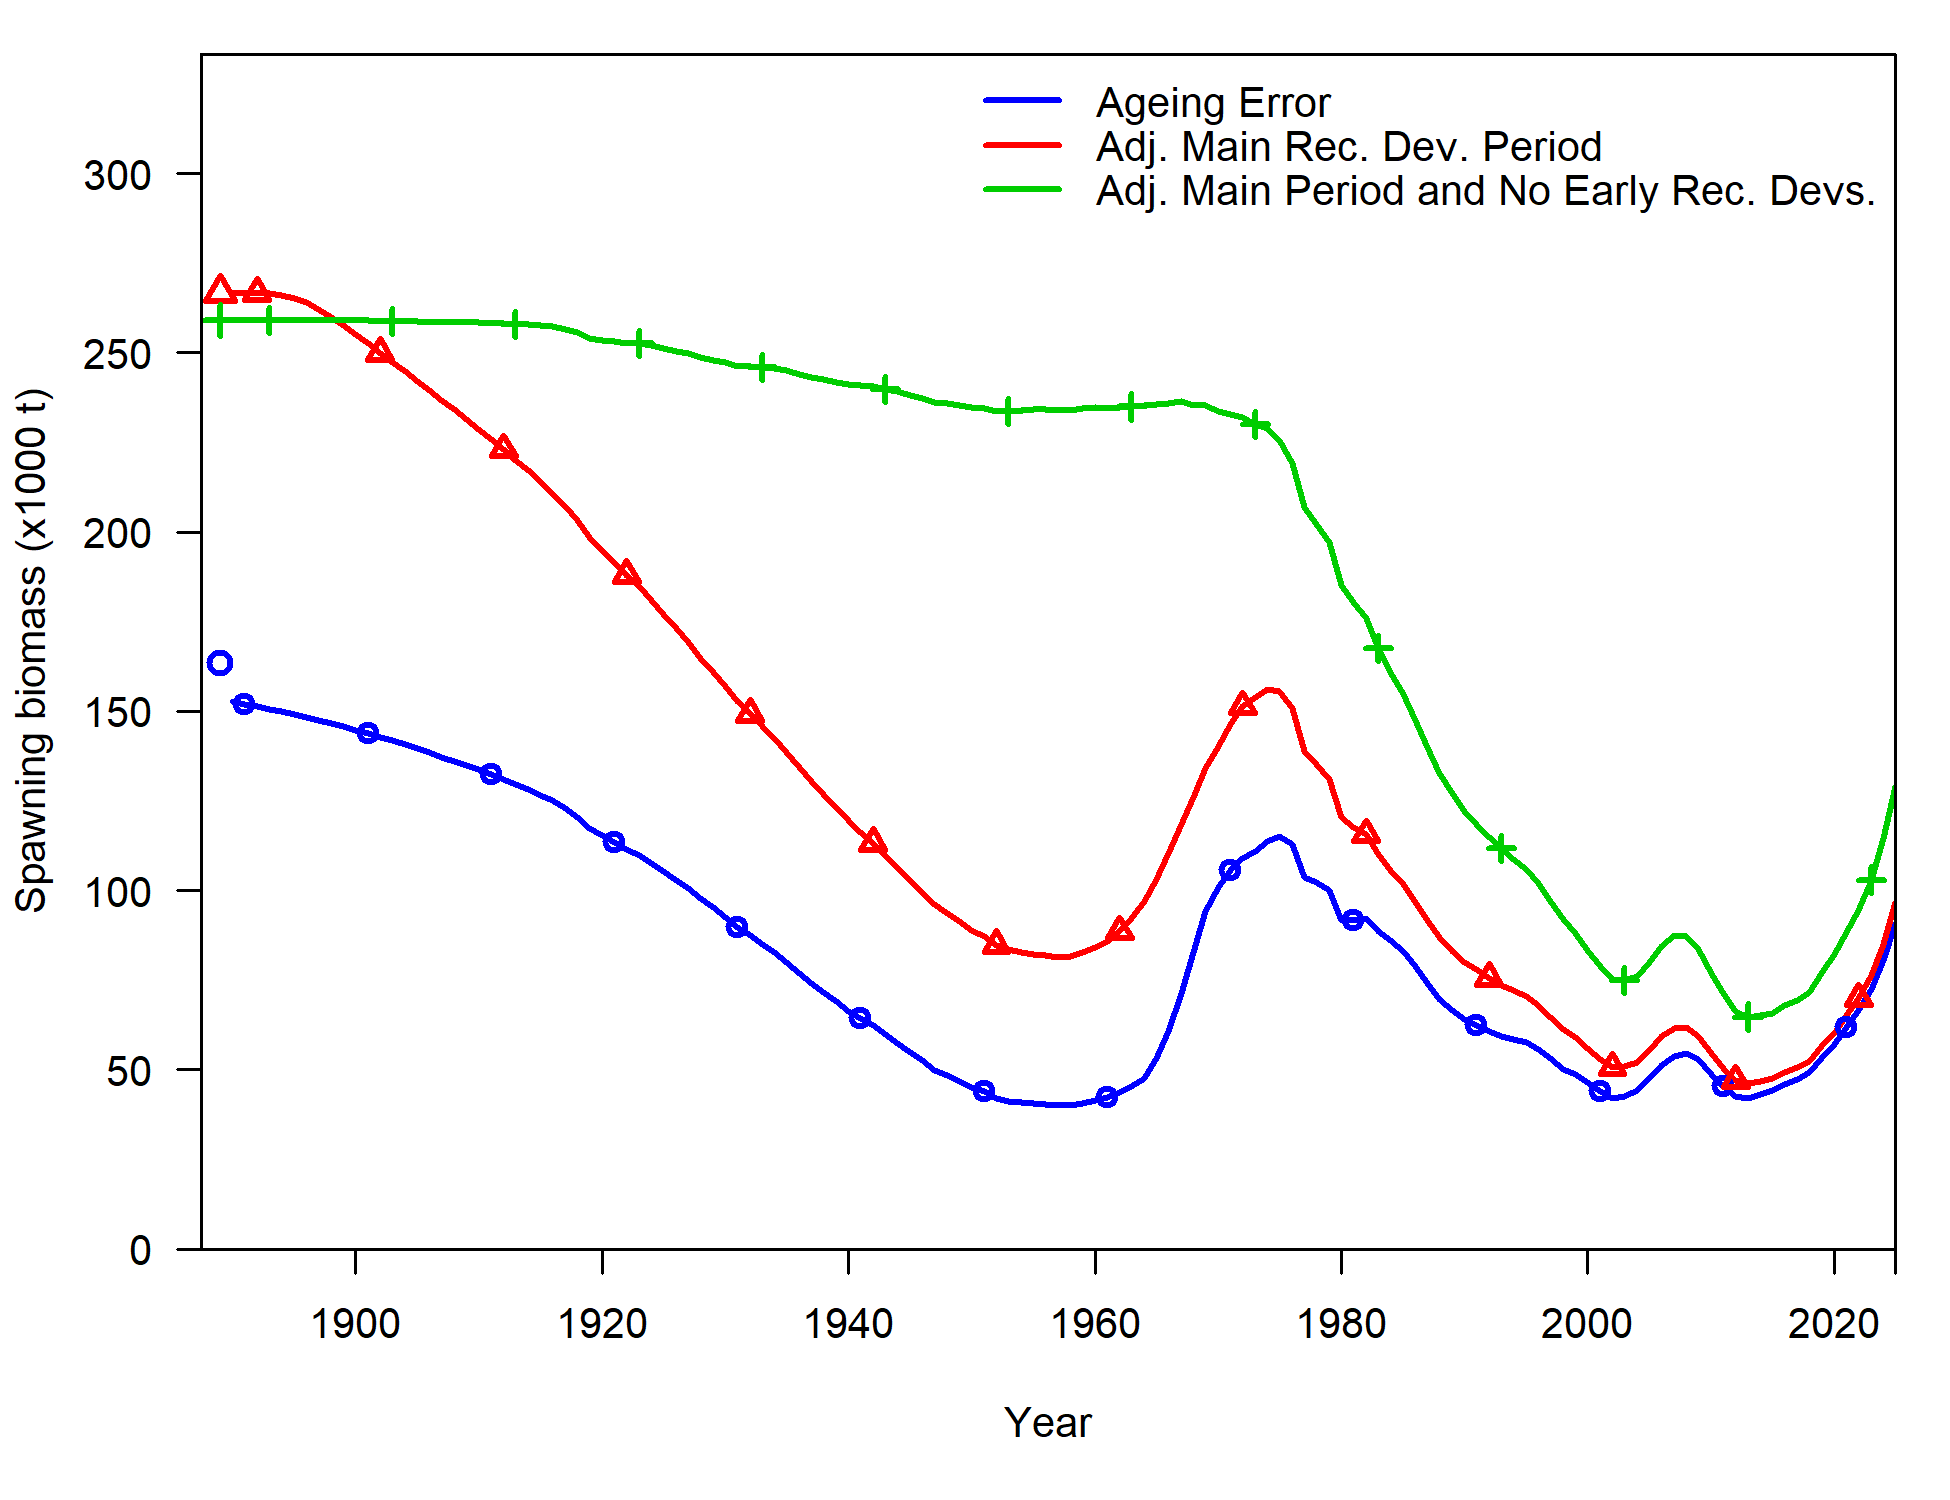 Ageing Error
Adj. Main Rec. Dev. Period
Adj. Main Period and No Early Rec. Devs.
Spawning biomass (x1000 t)
300
250
200
150
100
50
0
1900 1920 1940 1960 1980 2000 2020
Year